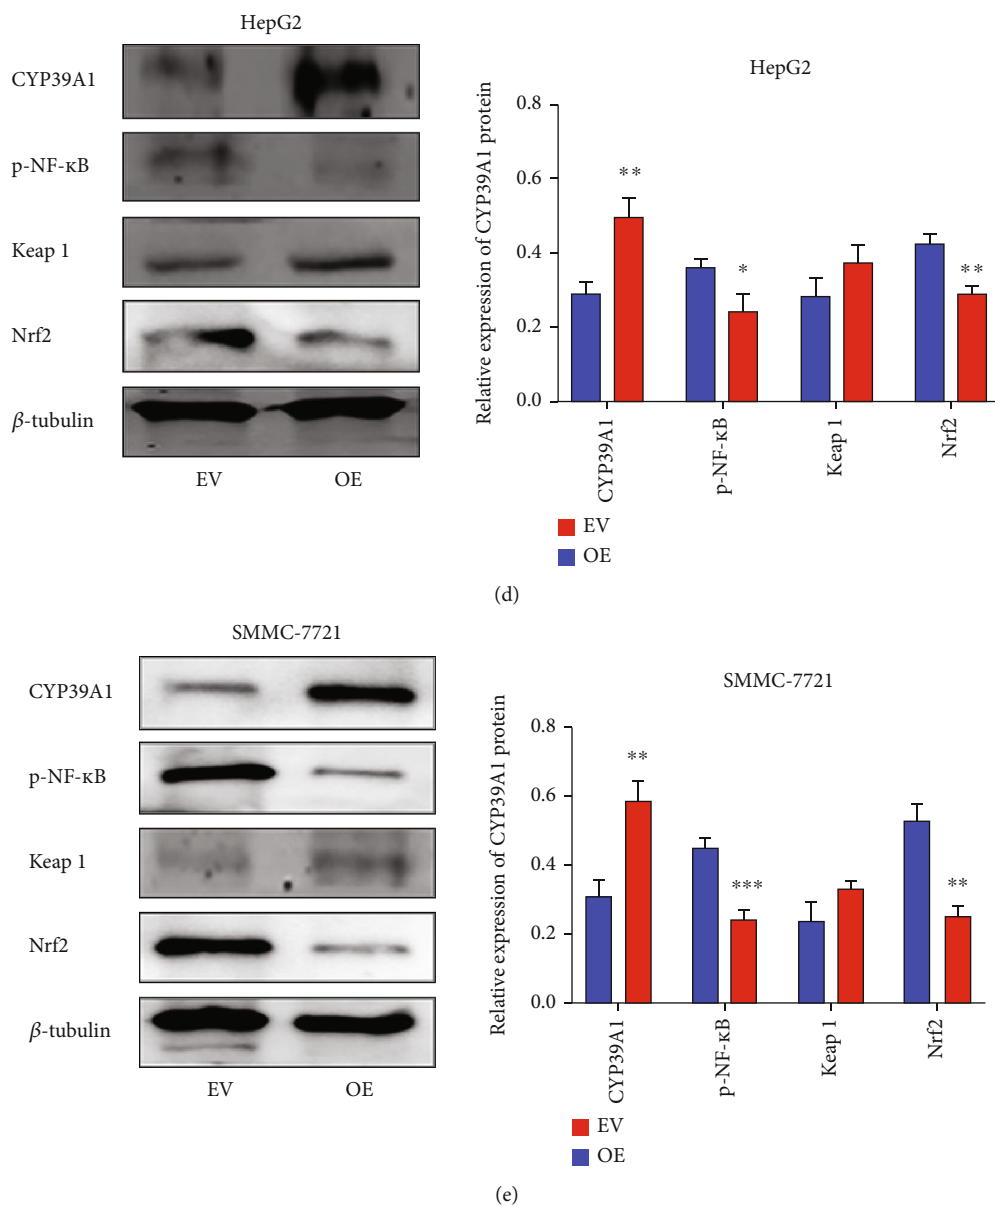 HepG2
CYP39A1
p-NF-κB
Keap 1
Nrf2
β-tubulin
EV OE
HepG2
Relative expression of CYP39A1 protein
0.8
0.6
0.4
0.2
0.0
** * **
CYP39A1 p-NF-κB Keap 1 Nrf2
EV
OE
(d)
SMMC-7721
CYP39A1
p-NF-κB
Keap 1
Nrf2
β-tubulin
EV OE
SMMC-7721
Relative expression of CYP39A1 protein
0.8
0.6
0.4
0.2
0.0
** *** **
CYP39A1 p-NF-κB Keap 1 Nrf2
EV
OE
(e)